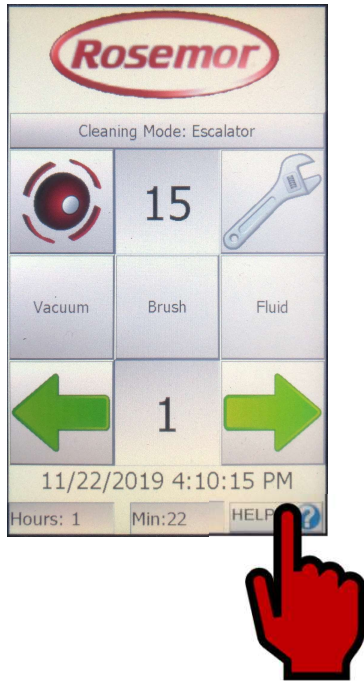 Rosemor
Cleaning Mode: Escalator
15
Vacuum
Brush
Fluid
1
11/22/2019 4:10:15 PM
Hours: 1
Min:22
HELP ?